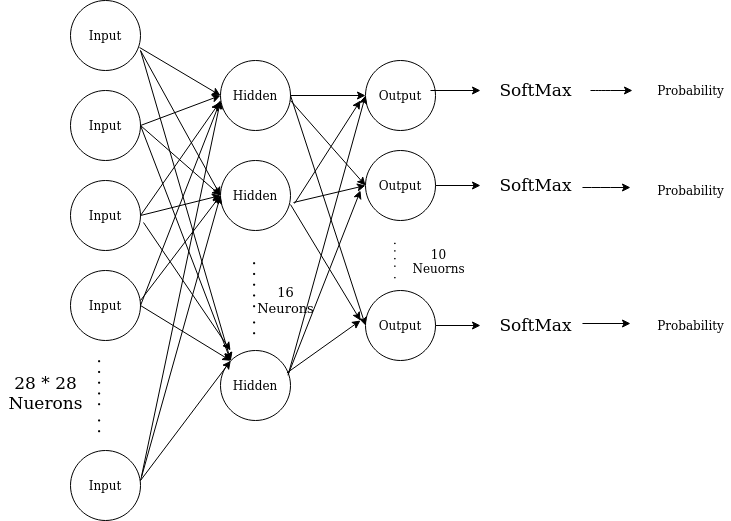 Input
Input
Input
Input
28 * 28
Nuerons
Input
Hidden
Hidden
16
Neurons
Hidden
Output
Output
10
Neuorns
Output
SoftMax
Probability
SoftMax
Probability
SoftMax
Probability